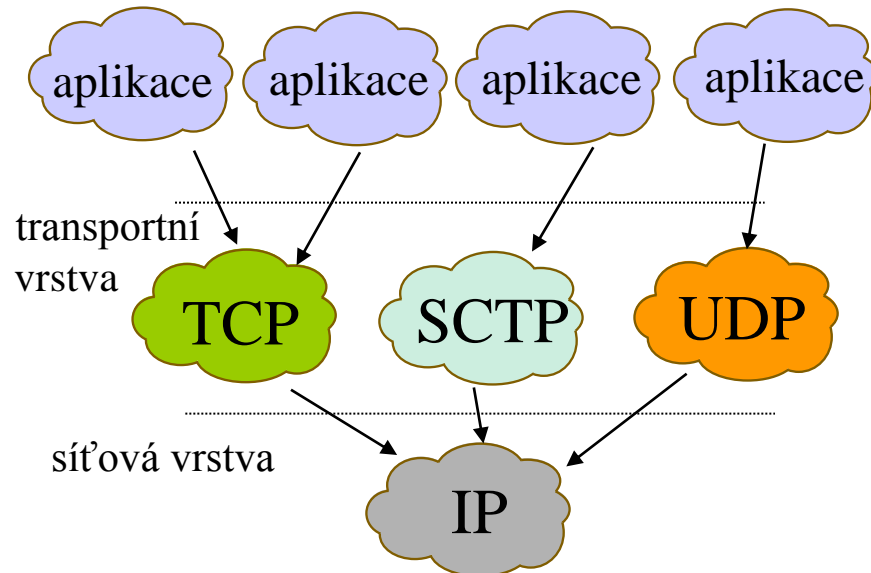 aplikace
aplikace
aplikace
aplikace
transportní
vrstva
TCP
SCTP
UDP
síťová vrstva
IP